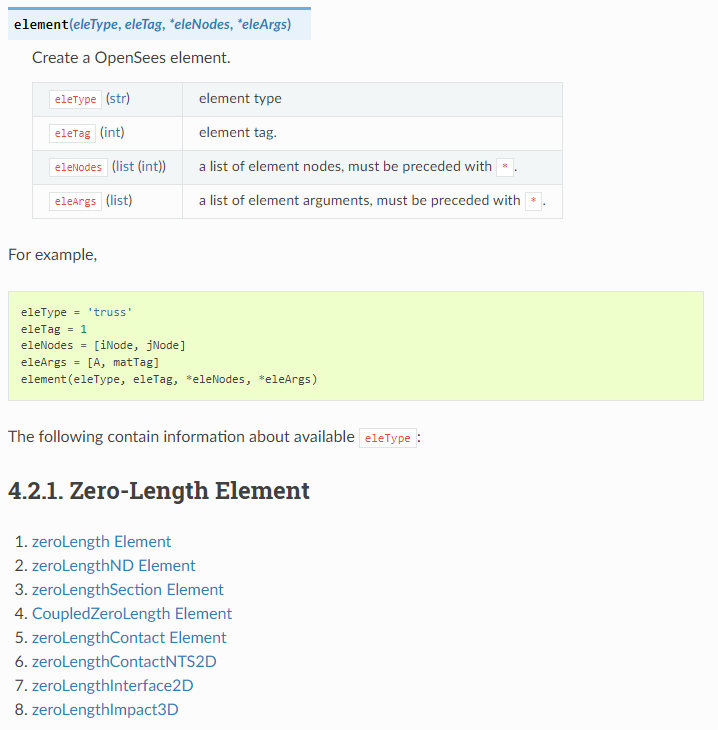 element(eleType, eleTag, *eleNodes, *eleArgs)
Create a OpenSees element.
eleType (str) element type
eleTag (int) element tag.
eleNodes (list (int)) a list of element nodes, must be preceded with * .
eleArgs (list) a list of element arguments, must be preceded with * .
For example,
eleType = 'truss'
eleTag = 1
eleNodes = [iNode, jNode]
eleArgs = [A, matTag]
element(eleType, eleTag, *eleNodes, *eleArgs)
The following contain information about available eleType :
4.2.1. Zero-Length Element
1. zeroLength Element
2. zeroLengthND Element
3. zeroLengthSection Element
4. CoupledZeroLength Element
5. zeroLengthContact Element
6. zeroLengthContactNTS2D
7. zeroLengthInterface2D
8. zeroLengthImpact3D